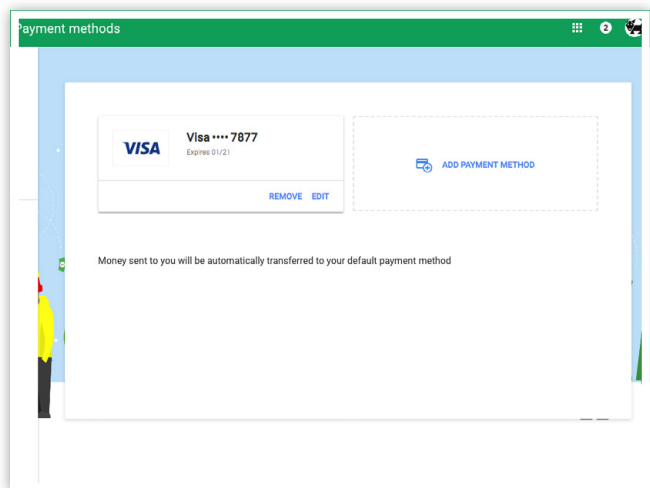 Payment methods
2
VISA
Visa •••• 7877
Expires 01/21
REMOVE EDIT
ADD PAYMENT METHOD
Money sent to you will be automatically transferred to your default payment method